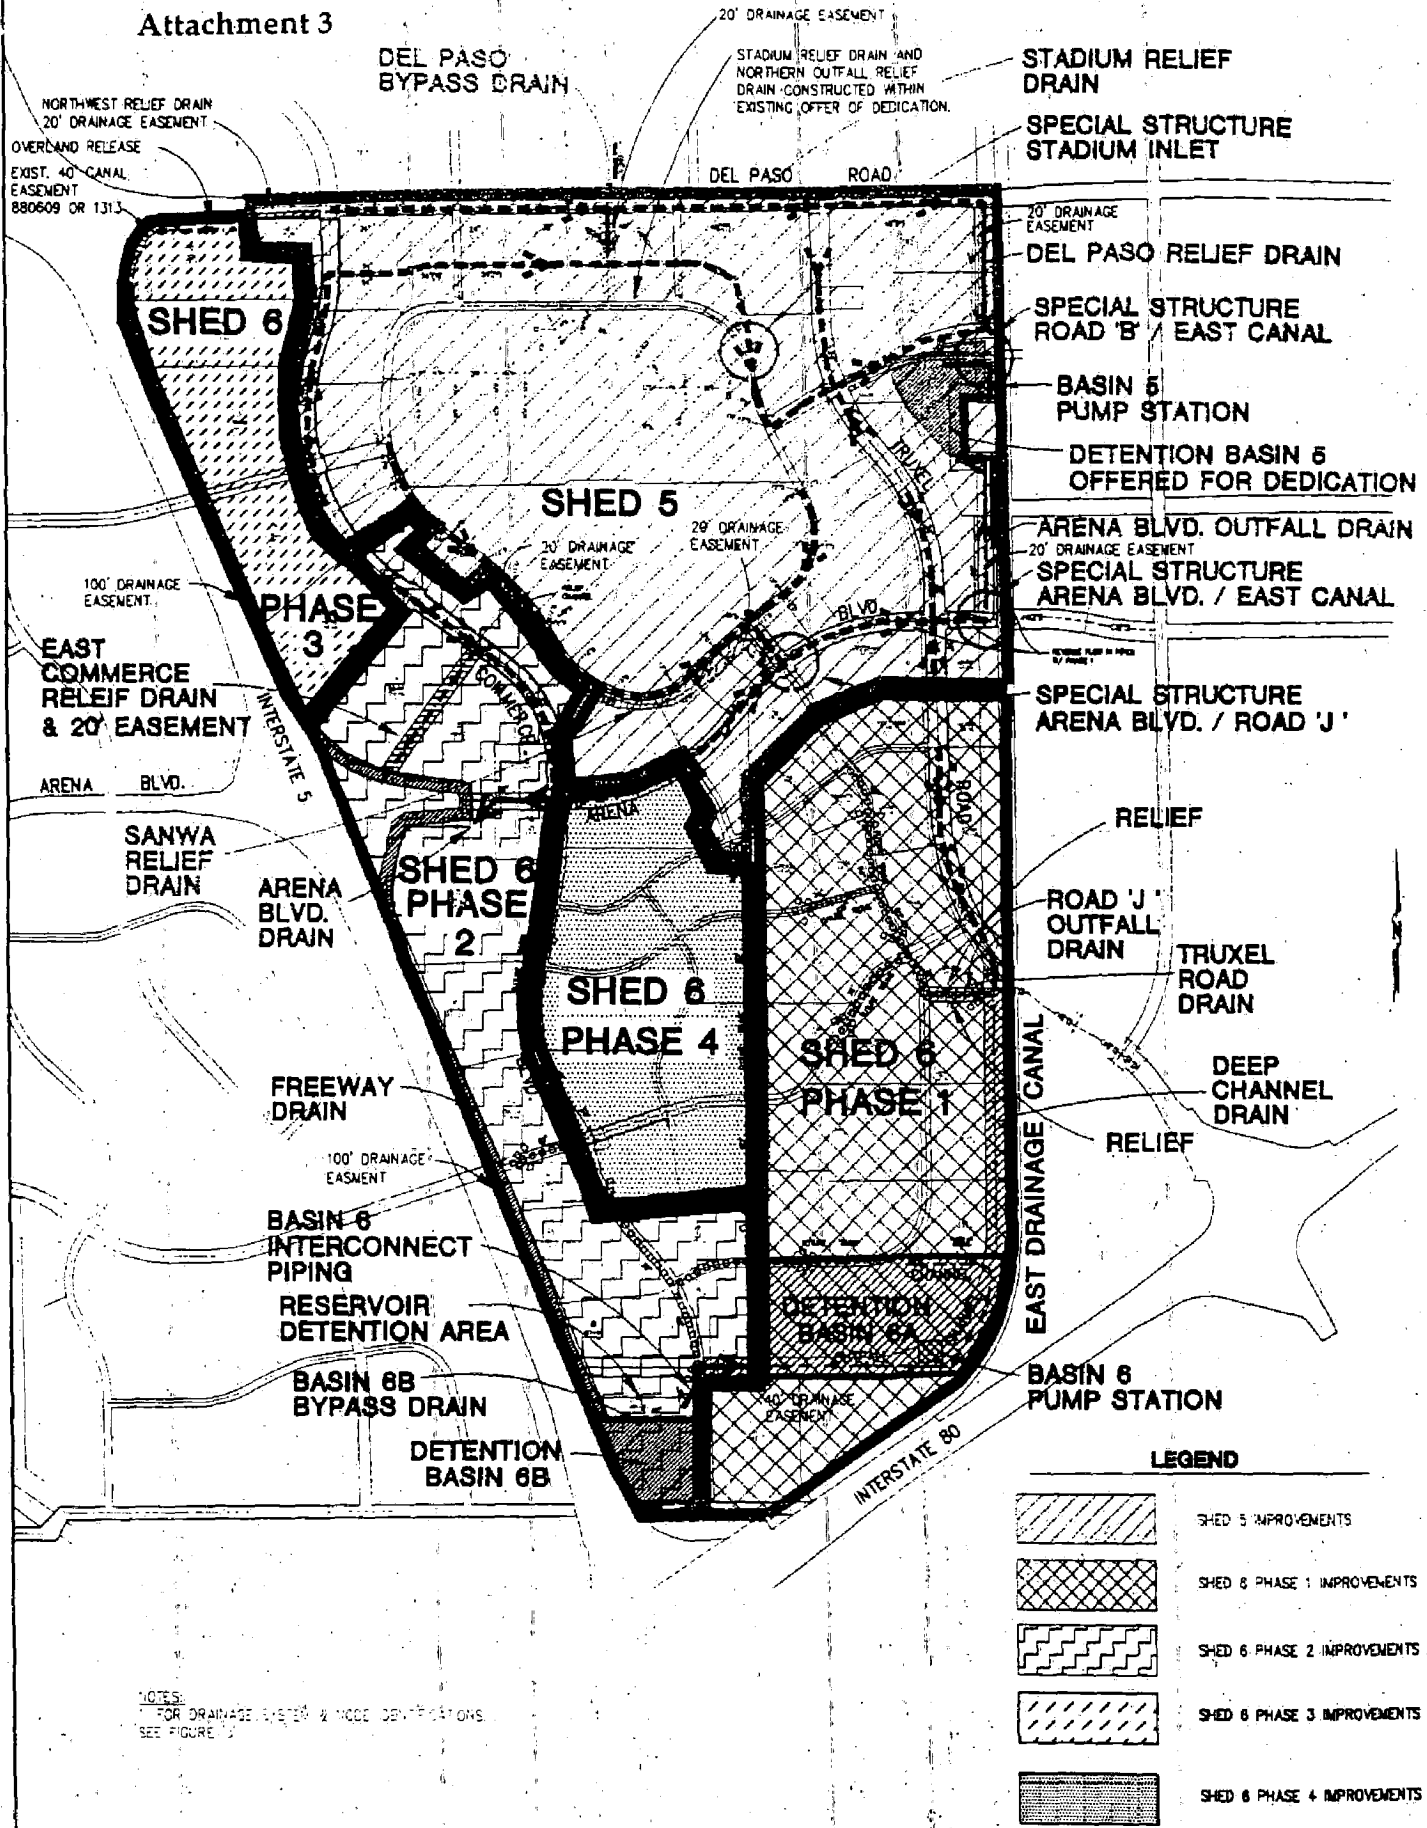 Attachment 3
20' DRAINAGE EASEMENT
DEL PASO
BYPASS DRAIN
STADIUM RELIEF DRAIN AND
NORTHERN OUTFALL RELIEF
DRAIN CONSTRUCTED WITHIN
EXISTING OFFER OF DEDICATION.
STADIUM RELIEF
DRAIN
NORTHWEST RELIEF DRAIN
20' DRAINAGE EASEMENT
SPECIAL STRUCTURE
STADIUM INLET
OVERLAND RELEASE
EXIST. 40' CANAL
EASEMENT
880609 OR 1313
DEL PASO ROAD
20' DRAINAGE
EASEMENT
DEL PASO RELIEF DRAIN
SHED 6
SPECIAL STRUCTURE
ROAD 'B' / EAST CANAL
BASIN 5
PUMP STATION
TRUXEL
DETENTION BASIN 5
OFFERED FOR DEDICATION
SHED 5
20' DRAINAGE
EASEMENT
20' DRAINAGE
EASEMENT
ARENA BLVD. OUTFALL DRAIN
20' DRAINAGE EASEMENT
SPECIAL STRUCTURE
ARENA BLVD. / EAST CANAL
100' DRAINAGE
EASEMENT
PHASE
3
BLVD.
EAST
COMMERCE
RELEIF DRAIN
& 20' EASEMENT
COMMERCE
INTERSTATE 5
SPECIAL STRUCTURE
ARENA BLVD. / ROAD 'J'
ARENA BLVD.
ARENA
ROAD
RELIEF
SANWA
RELIEF
DRAIN
ARENA
BLVD.
DRAIN
SHED 6
PHASE
2
ROAD 'J'
OUTFALL
DRAIN
TRUXEL
ROAD
DRAIN
SHED 6
PHASE 4
SHED 6
PHASE 1
EAST DRAINAGE CANAL
DEEP
CHANNEL
DRAIN
FREEWAY
DRAIN
RELIEF
100' DRAINAGE
EASMENT
BASIN 6
INTERCONNECT
PIPING
CHANNEL
RESERVOIR
DETENTION AREA
DETENTION
BASIN 6A
BASIN 6B
BYPASS DRAIN
BASIN 6
PUMP STATION
40' DRAINAGE
EASEMENT
DETENTION
BASIN 6B
INTERSTATE 80
LEGEND
SHED 5 IMPROVEMENTS
SHED 6 PHASE 1 IMPROVEMENTS
SHED 6 PHASE 2 IMPROVEMENTS
SHED 6 PHASE 3 IMPROVEMENTS
SHED 6 PHASE 4 IMPROVEMENTS
NOTES:
FOR DRAINAGE SYSTEM & NODE IDENTIFICATIONS
SEE FIGURE